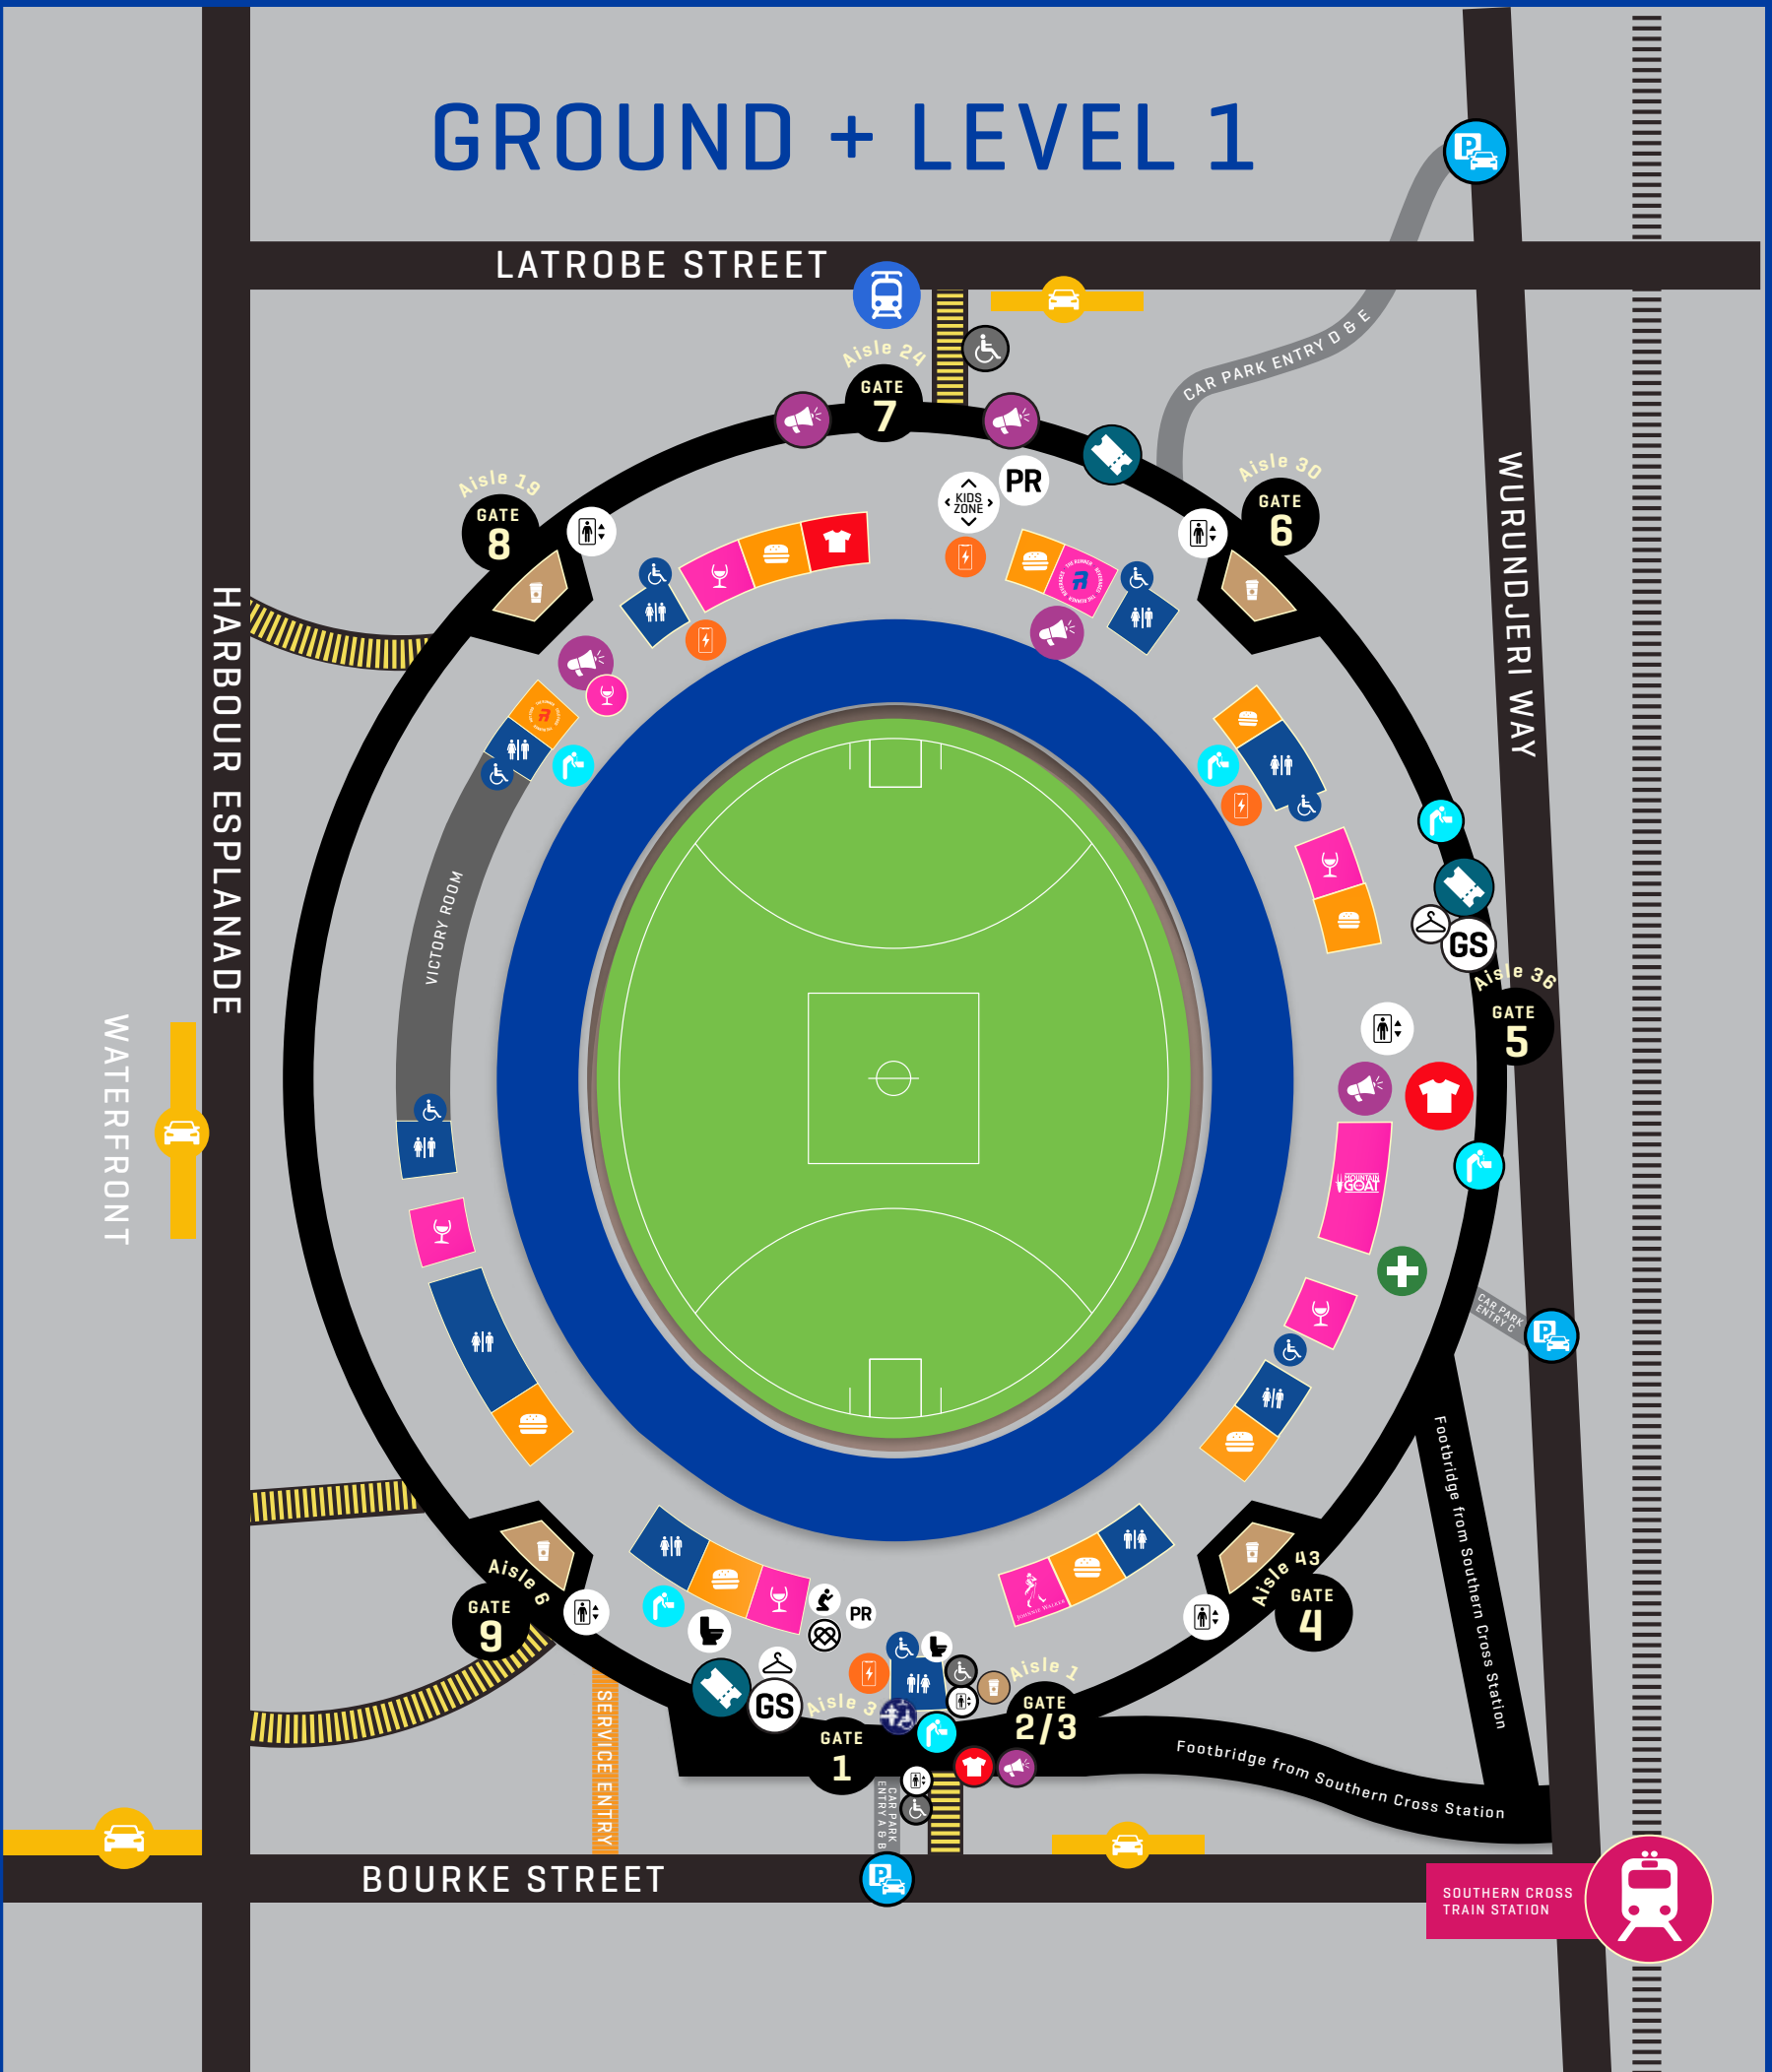 GROUND + LEVEL 1
LATROBE STREET
CAR PARK ENTRY D & E
Aisle 24
GATE
7
Aisle 19
GATE
8
Aisle 30
GATE
6
KIDS
ZONE
PR
HARBOUR ESPLANADE
WURUNDJERI WAY
VICTORY ROOM
GS
Aisle 36
GATE
5
WATERFRONT
MOUNTAIN
GOAT
CAR PARK
ENTRY C
Footbridge from Southern Cross Station
Aisle 6
GATE
9
Aisle 43
GATE
4
JOHNNIE WALKER
PR
GS
Aisle 3
GATE
1
Aisle 1
GATE
2/3
SERVICE ENTRY
CAR PARK
ENTRY A & B
Footbridge from Southern Cross Station
BOURKE STREET
SOUTHERN CROSS
TRAIN STATION